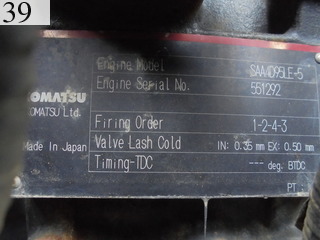 39
Engine Model SAA4D95LE-5
Engine Serial No. 551292
KOMATSU
KOMATSU Ltd.
Firing Order 1-2-4-3
Valve Lash Cold IN: 0.35 mm EX: 0.50 mm
Made In Japan
Timing-TDC --- deg. BTDC
PT :